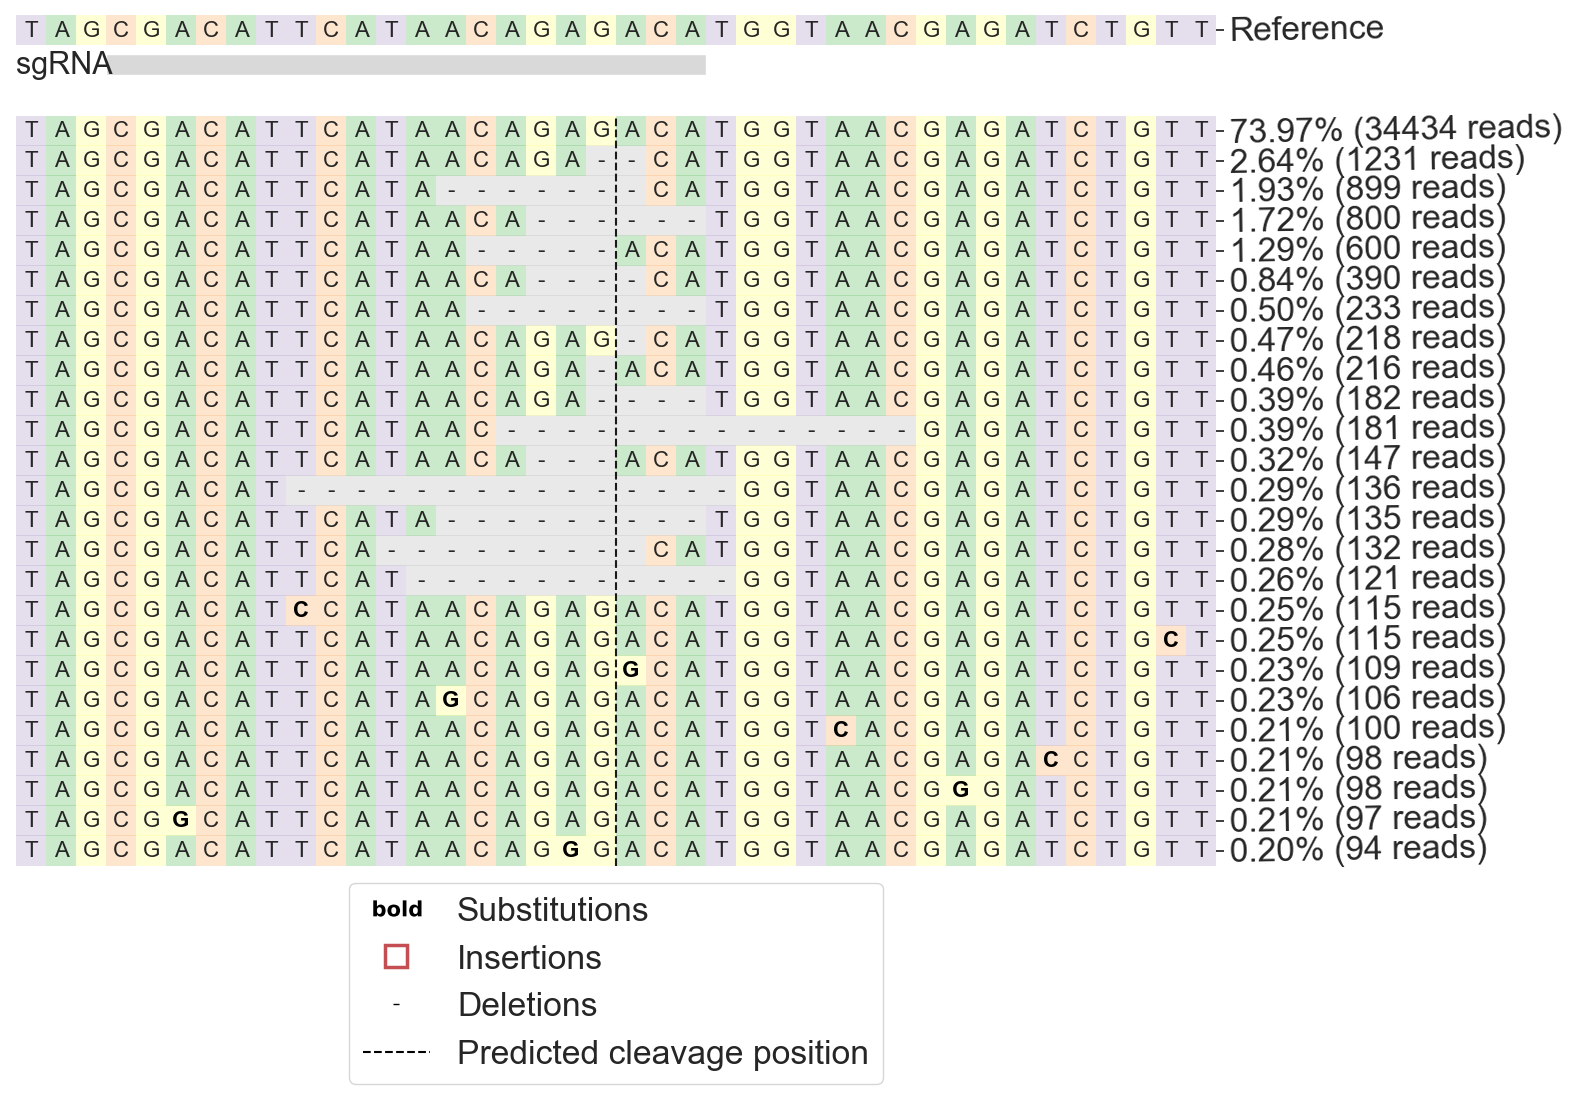 T A G C G A C A T T C A T A A C A G A G A C A T G G T A A C G A G A T C T G T T Reference
sgRNA
T A G C G A C A T T C A T A A C A G A G A C A T G G T A A C G A G A T C T G T T 73.97% (34434 reads)
T A G C G A C A T T C A T A A C A G A - - C A T G G T A A C G A G A T C T G T T 2.64% (1231 reads)
T A G C G A C A T T C A T A - - - - - - - C A T G G T A A C G A G A T C T G T T 1.93% (899 reads)
T A G C G A C A T T C A T A A C A - - - - - - T G G T A A C G A G A T C T G T T 1.72% (800 reads)
T A G C G A C A T T C A T A A - - - - - A C A T G G T A A C G A G A T C T G T T 1.29% (600 reads)
T A G C G A C A T T C A T A A C A - - - - C A T G G T A A C G A G A T C T G T T 0.84% (390 reads)
T A G C G A C A T T C A T A A - - - - - - - - T G G T A A C G A G A T C T G T T 0.50% (233 reads)
T A G C G A C A T T C A T A A C A G A G - C A T G G T A A C G A G A T C T G T T 0.47% (218 reads)
T A G C G A C A T T C A T A A C A G A - A C A T G G T A A C G A G A T C T G T T 0.46% (216 reads)
T A G C G A C A T T C A T A A C A G A - - - - T G G T A A C G A G A T C T G T T 0.39% (182 reads)
T A G C G A C A T T C A T A A C - - - - - - - - - - - - - - G A G A T C T G T T 0.39% (181 reads)
T A G C G A C A T T C A T A A C A - - - A C A T G G T A A C G A G A T C T G T T 0.32% (147 reads)
T A G C G A C A T - - - - - - - - - - - - - - - G G T A A C G A G A T C T G T T 0.29% (136 reads)
T A G C G A C A T T C A T A - - - - - - - - - T G G T A A C G A G A T C T G T T 0.29% (135 reads)
T A G C G A C A T T C A - - - - - - - - - C A T G G T A A C G A G A T C T G T T 0.28% (132 reads)
T A G C G A C A T T C A T - - - - - - - - - - - G G T A A C G A G A T C T G T T 0.26% (121 reads)
T A G C G A C A T C C A T A A C A G A G A C A T G G T A A C G A G A T C T G T T 0.25% (115 reads)
T A G C G A C A T T C A T A A C A G A G A C A T G G T A A C G A G A T C T G C T 0.25% (115 reads)
T A G C G A C A T T C A T A A C A G A G G C A T G G T A A C G A G A T C T G T T 0.23% (109 reads)
T A G C G A C A T T C A T A G C A G A G A C A T G G T A A C G A G A T C T G T T 0.23% (106 reads)
T A G C G A C A T T C A T A A C A G A G A C A T G G T C A C G A G A T C T G T T 0.21% (100 reads)
T A G C G A C A T T C A T A A C A G A G A C A T G G T A A C G A G A C C T G T T 0.21% (98 reads)
T A G C G A C A T T C A T A A C A G A G A C A T G G T A A C G G G A T C T G T T 0.21% (98 reads)
T A G C G G C A T T C A T A A C A G A G A C A T G G T A A C G A G A T C T G T T 0.21% (97 reads)
T A G C G A C A T T C A T A A C A G G G A C A T G G T A A C G A G A T C T G T T 0.20% (94 reads)
bold Substitutions
Insertions
- Deletions
Predicted cleavage position